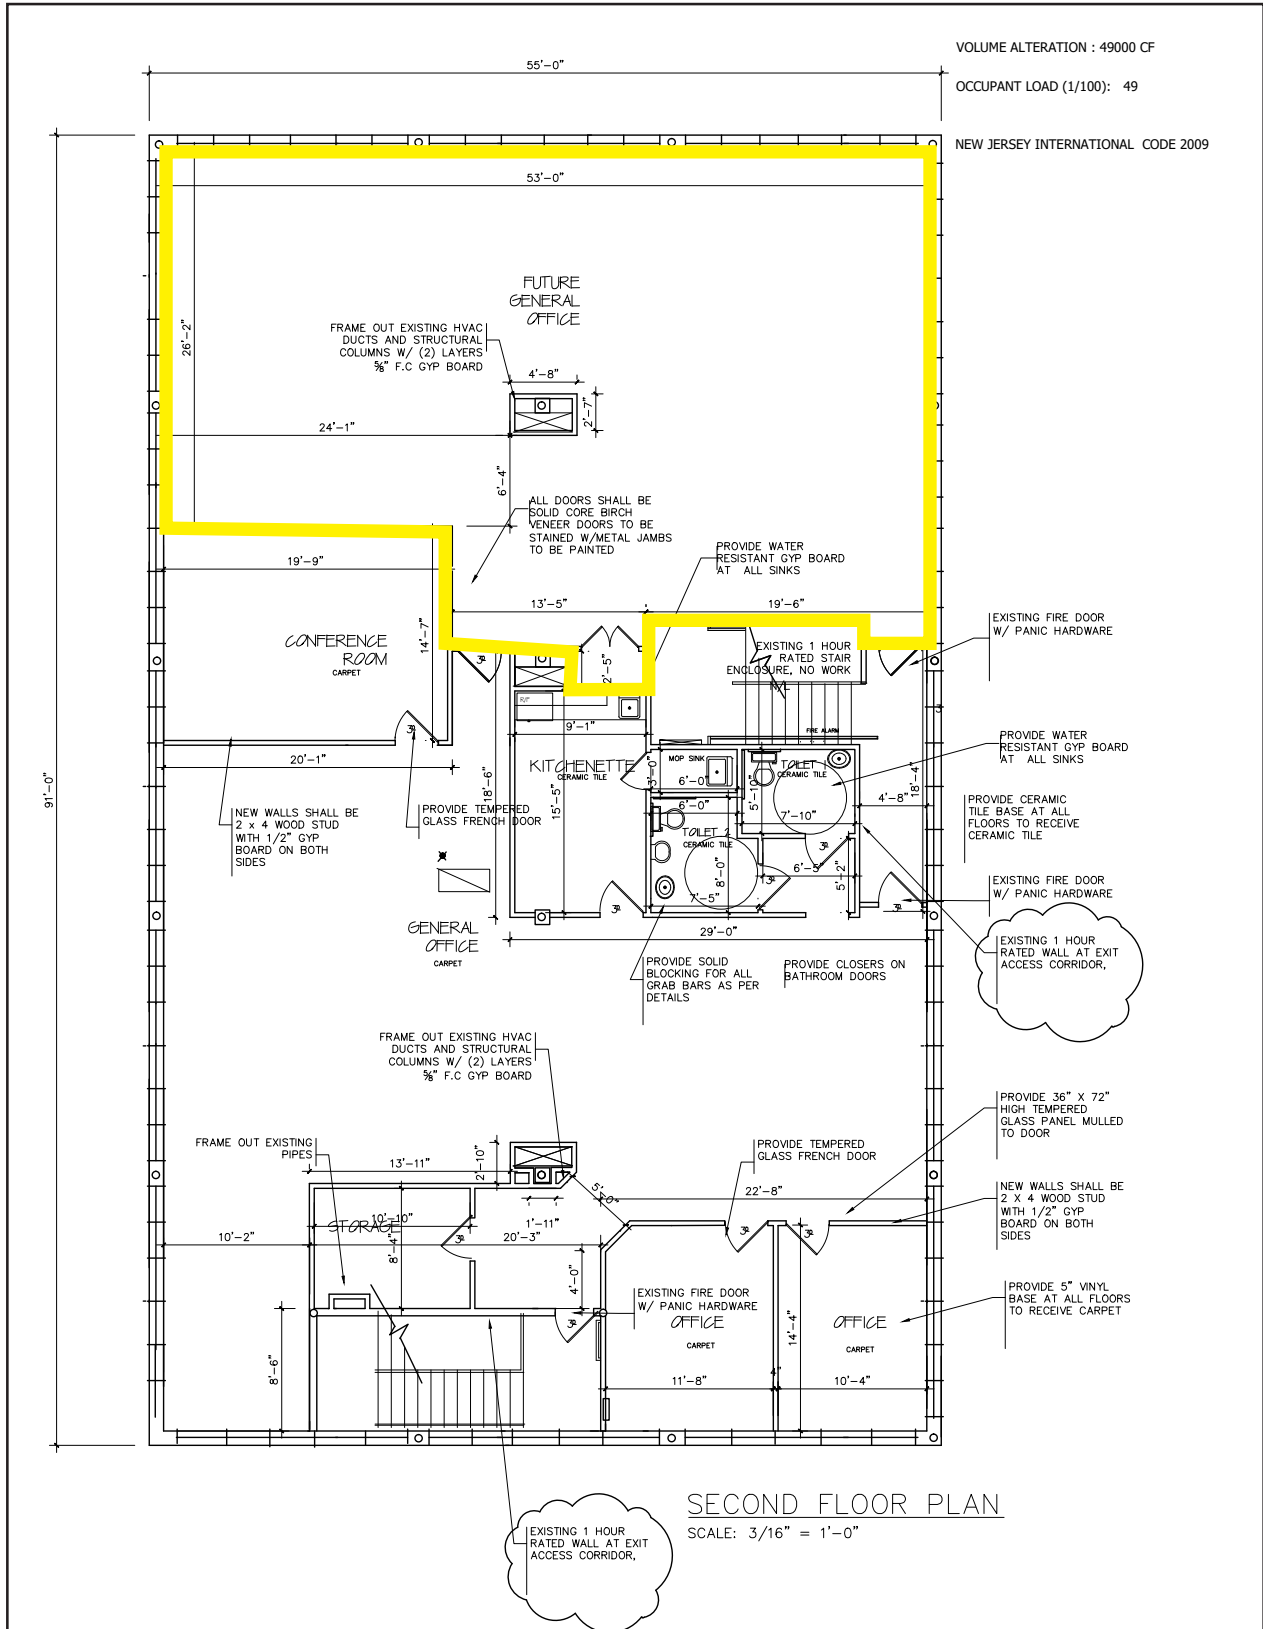 VOLUME ALTERATION : 49000 CF
55'-0"
OCCUPANT LOAD (1/100): 49
NEW JERSEY INTERNATIONAL CODE 2009
53'-0"
FUTURE
GENERAL
OFFICE
26'-2"
FRAME OUT EXISTING HVAC
DUCTS AND STRUCTURAL
COLUMNS W/ (2) LAYERS
⅝" F.C GYP BOARD
4'-8"
2'-7"
24'-1"
6'-4"
ALL DOORS SHALL BE
SOLID CORE BIRCH
VENEER DOORS TO BE
STAINED W/METAL JAMBS
TO BE PAINTED
PROVIDE WATER
RESISTANT GYP BOARD
AT ALL SINKS
19'-9"
13'-5"
19'-6"
EXISTING FIRE DOOR
W/ PANIC HARDWARE
14'-7"
CONFERENCE
ROOM
CARPET
EXISTING 1 HOUR
RATED STAIR
ENCLOSURE, NO WORK
2'-5"
R/F
9'-1"
FIRE ALARM
PROVIDE WATER
RESISTANT GYP BOARD
AT ALL SINKS
20'-1"
KITCHENETTE
CERAMIC TILE
MOP SINK
TOILET 1
CERAMIC TILE
91'-0"
18'-6"
15'-5"
3'-0"
6'-0"
5'-10"
18'-4"
NEW WALLS SHALL BE
2 x 4 WOOD STUD
WITH 1/2" GYP
BOARD ON BOTH
SIDES
PROVIDE TEMPERED
GLASS FRENCH DOOR
6'-0"
7'-10"
4'-8"
PROVIDE CERAMIC
TILE BASE AT ALL
FLOORS TO RECEIVE
CERAMIC TILE
TOILET 2
CERAMIC TILE
6'-5"
5'-2"
8'-0"
7'-5"
EXISTING FIRE DOOR
W/ PANIC HARDWARE
GENERAL
OFFICE
CARPET
29'-0"
EXISTING 1 HOUR
RATED WALL AT EXIT
ACCESS CORRIDOR,
PROVIDE SOLID
BLOCKING FOR ALL
GRAB BARS AS PER
DETAILS
PROVIDE CLOSERS ON
BATHROOM DOORS
FRAME OUT EXISTING HVAC
DUCTS AND STRUCTURAL
COLUMNS W/ (2) LAYERS
⅝" F.C GYP BOARD
PROVIDE 36" X 72"
HIGH TEMPERED
GLASS PANEL MULLED
TO DOOR
FRAME OUT EXISTING
PIPES
PROVIDE TEMPERED
GLASS FRENCH DOOR
13'-11"
2'-10"
5'-0"
22'-8"
NEW WALLS SHALL BE
2 X 4 WOOD STUD
WITH 1/2" GYP
BOARD ON BOTH
SIDES
10'-10"
STORAGE
1'-11"
10'-2"
8'-4"
20'-3"
4'-0"
EXISTING FIRE DOOR
W/ PANIC HARDWARE
PROVIDE 5" VINYL
BASE AT ALL FLOORS
TO RECEIVE CARPET
OFFICE
CARPET
14'-4"
OFFICE
CARPET
8'-6"
11'-8"
4"
10'-4"
SECOND FLOOR PLAN
SCALE: 3/16" = 1'-0"
EXISTING 1 HOUR
RATED WALL AT EXIT
ACCESS CORRIDOR,